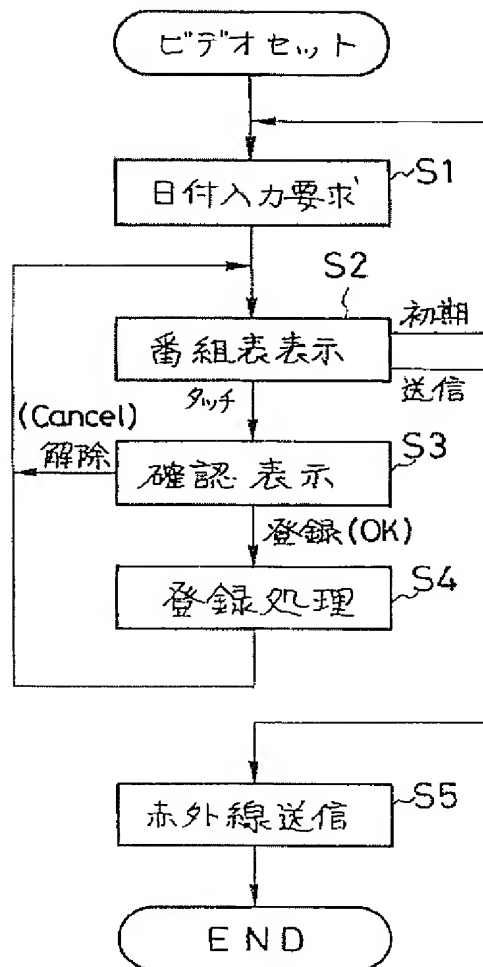 ビデオセット
日付入力要求
S1
S2
番組表表示
初期
送信
タッチ
(Cancel)
解除
確認表示
S3
登録(OK)
登録処理
S4
赤外線送信
S5
END